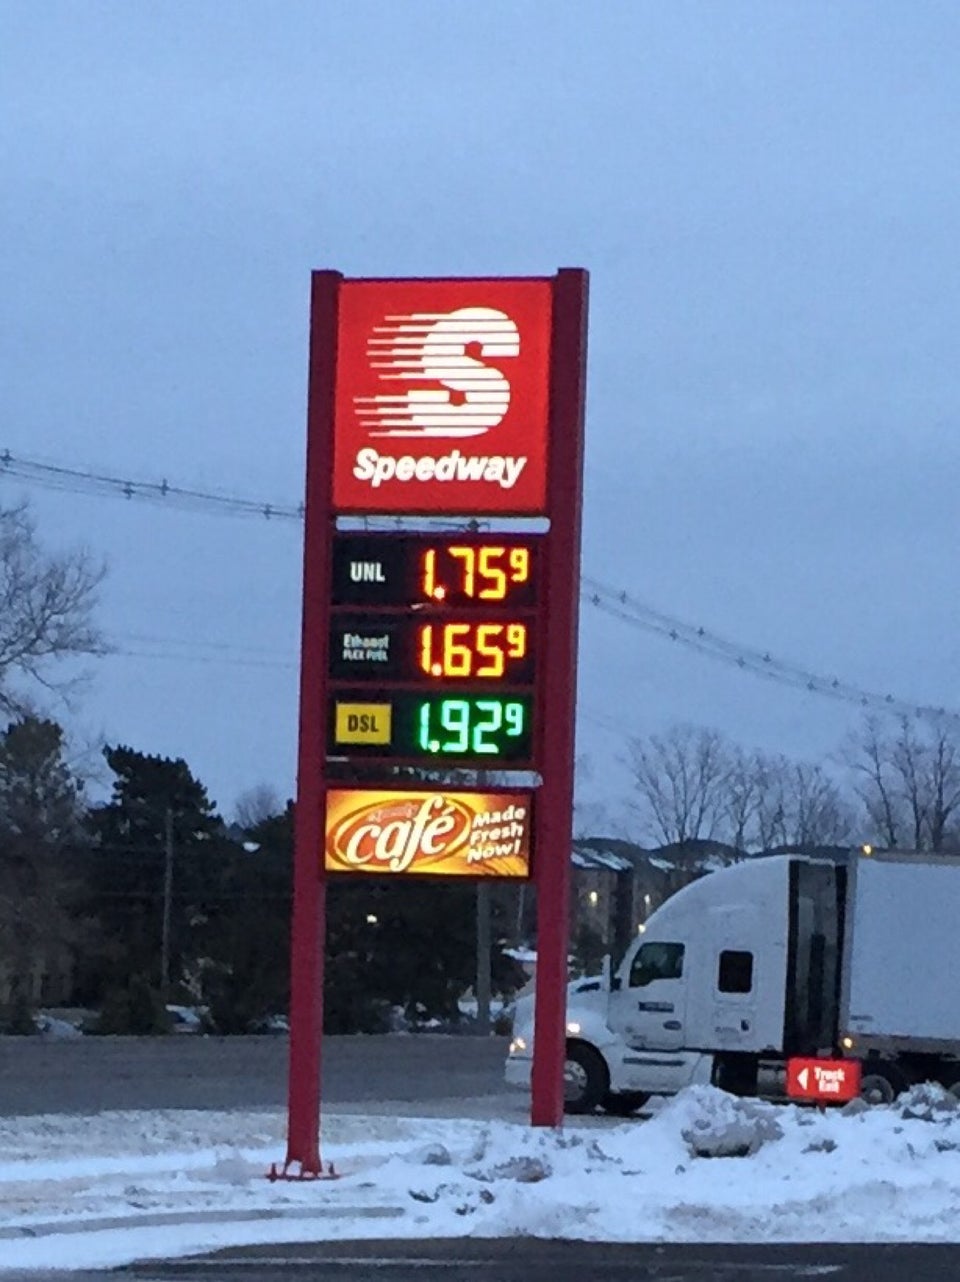 S
Speedway
UNL 1.75⁹
Ethanol
FLEX FUEL
1.65⁹
DSL 1.92⁹
café
Made
Fresh
Now!
Truck
Exit